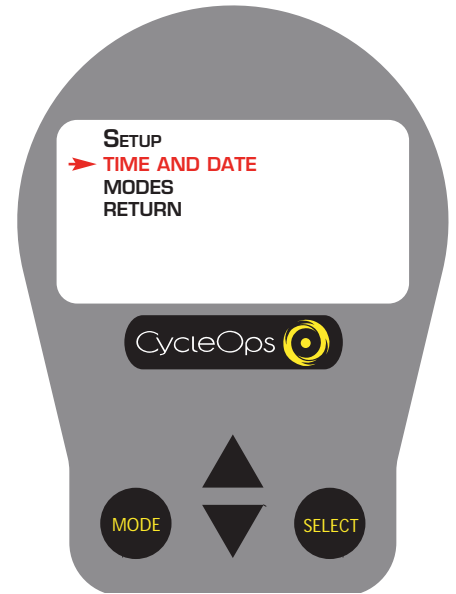 SETUP
TIME AND DATE
MODES
RETURN
CycleOps
MODE
SELECT